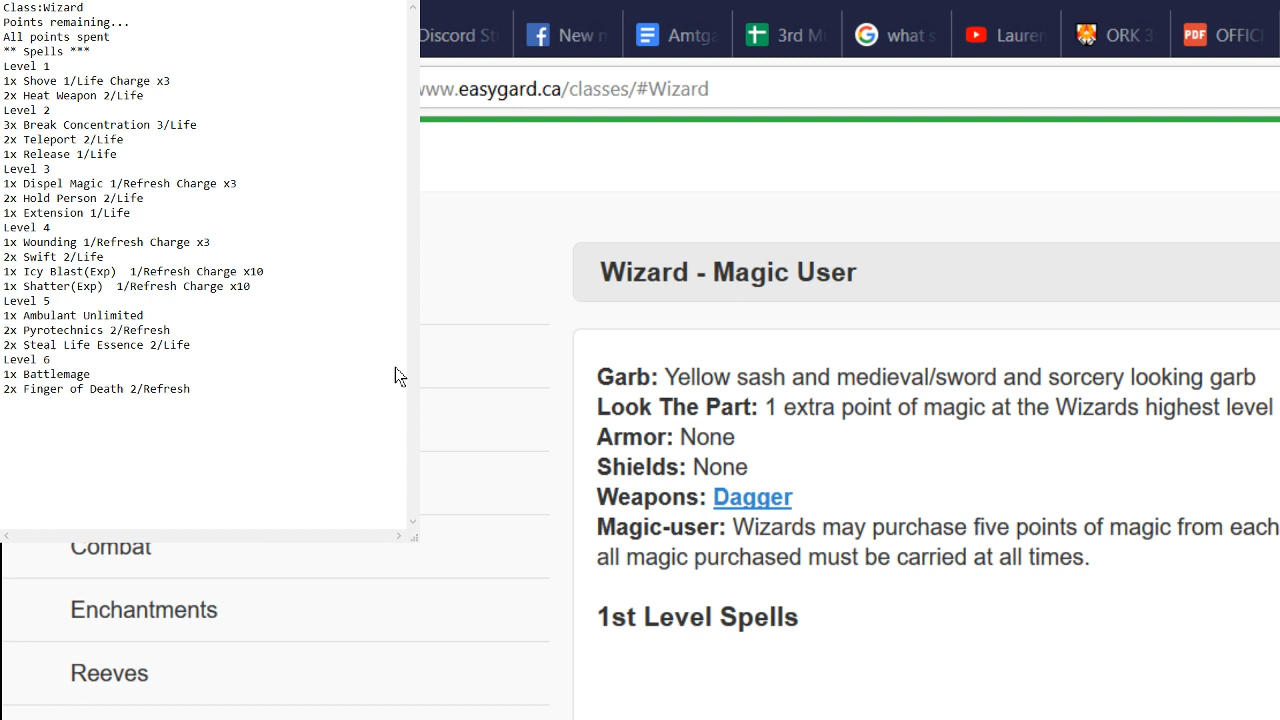 Class:Wizard
Points remaining...
All points spent
** Spells ***
Level 1
1x Shove 1/Life Charge x3
2x Heat Weapon 2/Life
Level 2
3x Break Concentration 3/Life
2x Teleport 2/Life
1x Release 1/Life
Level 3
1x Dispel Magic 1/Refresh Charge x3
2x Hold Person 2/Life
1x Extension 1/Life
Level 4
1x Wounding 1/Refresh Charge x3
2x Swift 2/Life
1x Icy Blast(Exp)  1/Refresh Charge x10
1x Shatter(Exp)  1/Refresh Charge x10
Level 5
1x Ambulant Unlimited
2x Pyrotechnics 2/Refresh
2x Steal Life Essence 2/Life
Level 6
1x Battlemage
2x Finger of Death 2/Refresh
Discord St
New m
Amtga
3rd M
what s
Lauren
ORK 3
PDF OFFIC
www.easygard.ca/classes/#Wizard
Wizard - Magic User
Garb: Yellow sash and medieval/sword and sorcery looking garb
Look The Part: 1 extra point of magic at the Wizards highest level
Armor: None
Shields: None
Weapons: Dagger
Magic-user: Wizards may purchase five points of magic from each
all magic purchased must be carried at all times.
1st Level Spells
Combat
Enchantments
Reeves